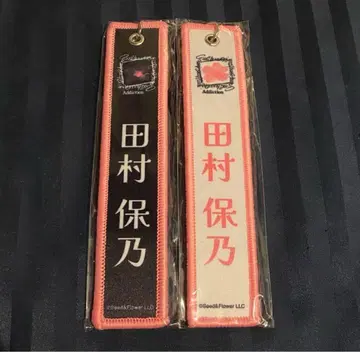 Addiction
田村 保乃
©Seed&Flower LLC
Addiction
田村 保乃
©Seed&Flower LLC